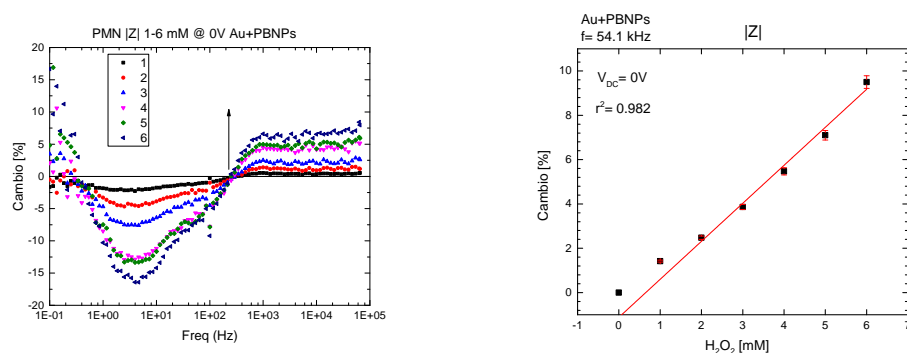 PMN |Z| 1-6 mM @ 0V Au+PBNPs
20
15
10
5
0
-5
-10
-15
-20
Cambio [%]
1
2
3
4
5
6
1E-01 1E+00 1E+01 1E+02 1E+03 1E+04 1E+05
Freq (Hz)
Au+PBNPs
f= 54.1 kHz
|Z|
V_DC= 0V
r²= 0.982
10
8
6
4
2
0
Cambio [%]
-1 0 1 2 3 4 5 6 7
H₂O₂ [mM]